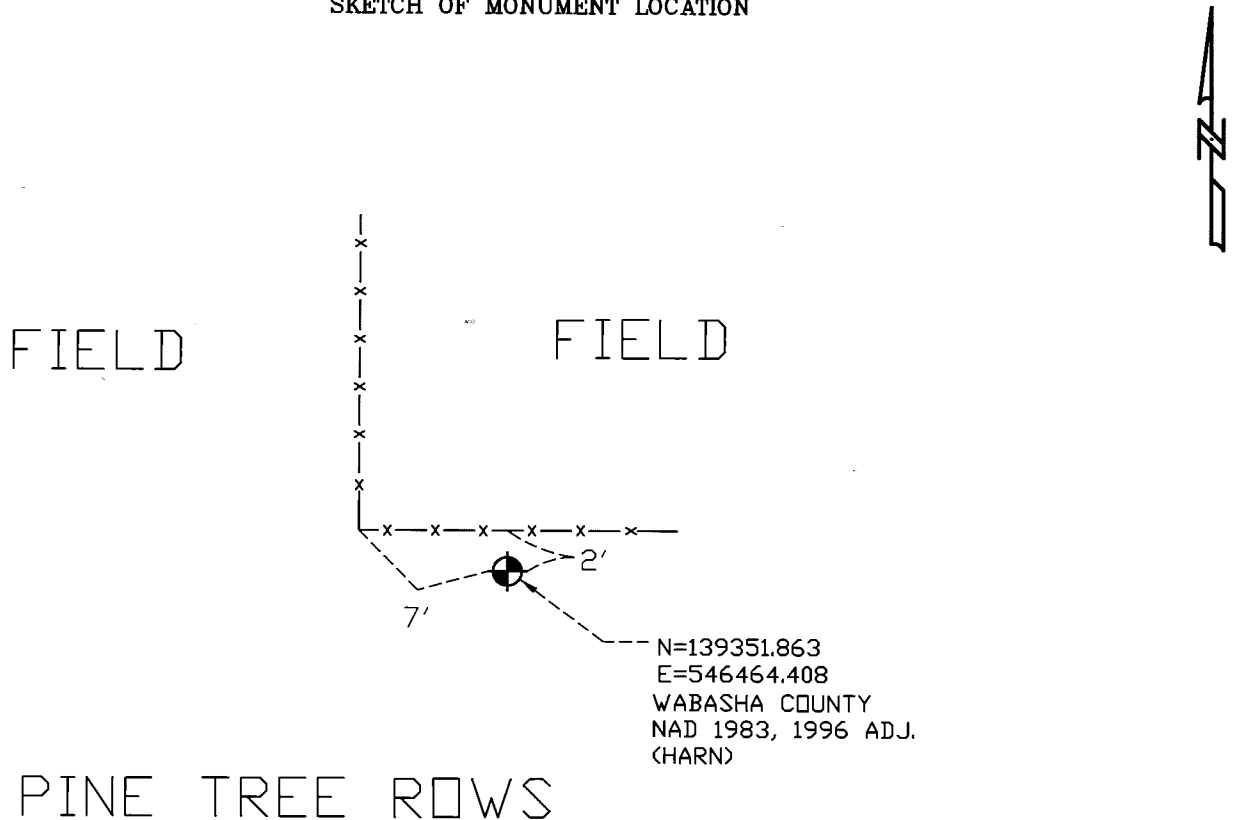 SKETCH OF MONUMENT LOCATION
N
FIELD
FIELD
2'
7'
N=139351.863
E=546464.408
WABASHA COUNTY
NAD 1983, 1996 ADJ.
(HARN)
PINE TREE ROWS